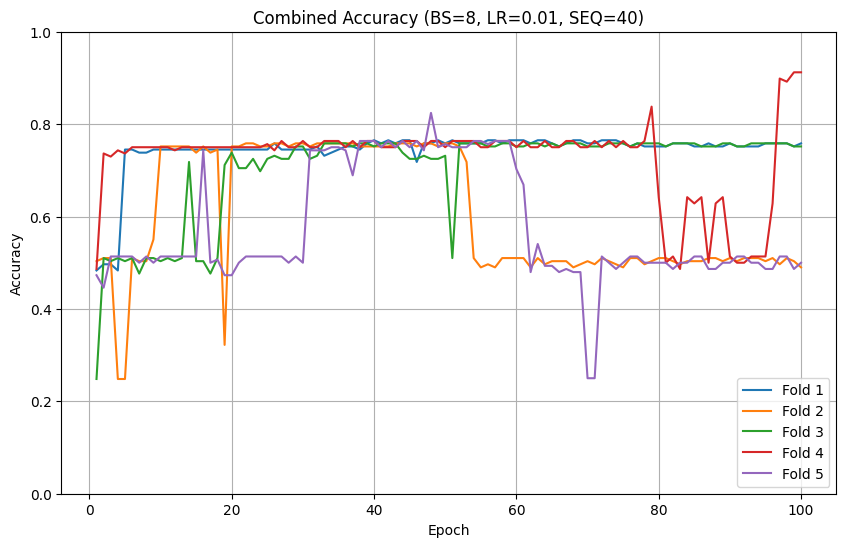 Combined Accuracy (BS=8, LR=0.01, SEQ=40)
1.0
0.8
0.6
0.4
0.2
0.0
Accuracy
0
20
40
60
80
100
Epoch
Fold 1
Fold 2
Fold 3
Fold 4
Fold 5